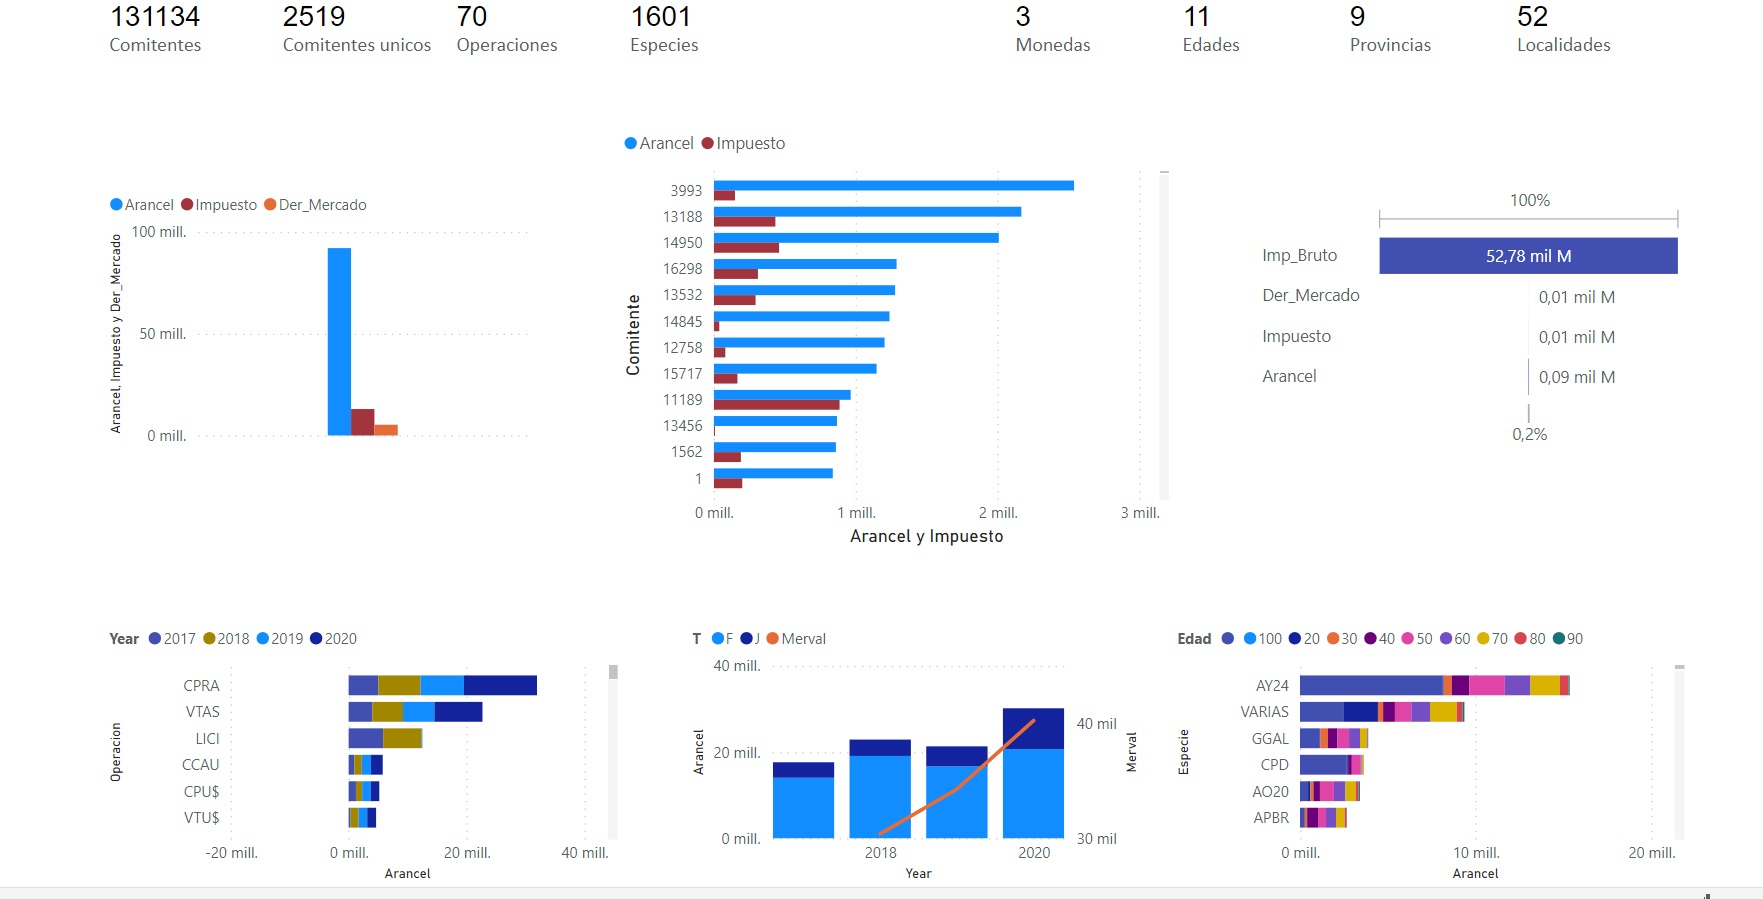 131134
Comitentes
2519
Comitentes unicos
70
Operaciones
1601
Especies
3
Monedas
11
Edades
9
Provincias
52
Localidades
Arancel Impuesto Der_Mercado
Arancel, Impuesto y Der_Mercado
100 mill.
50 mill.
0 mill.
Arancel Impuesto
Comitente
3993
13188
14950
16298
13532
14845
12758
15717
11189
13456
1562
1
0 mill. 1 mill. 2 mill. 3 mill.
Arancel y Impuesto
100%
Imp_Bruto 52,78 mil M
Der_Mercado 0,01 mil M
Impuesto 0,01 mil M
Arancel 0,09 mil M
0,2%
Year 2017 2018 2019 2020
Operacion
CPRA
VTAS
LICI
CCAU
CPU$
VTU$
-20 mill. 0 mill. 20 mill. 40 mill.
Arancel
T F J Merval
Arancel
40 mill.
20 mill.
0 mill.
40 mil
30 mil
Merval
2018 2020
Year
Edad 100 20 30 40 50 60 70 80 90
Especie
AY24
VARIAS
GGAL
CPD
AO20
APBR
0 mill. 10 mill. 20 mill.
Arancel